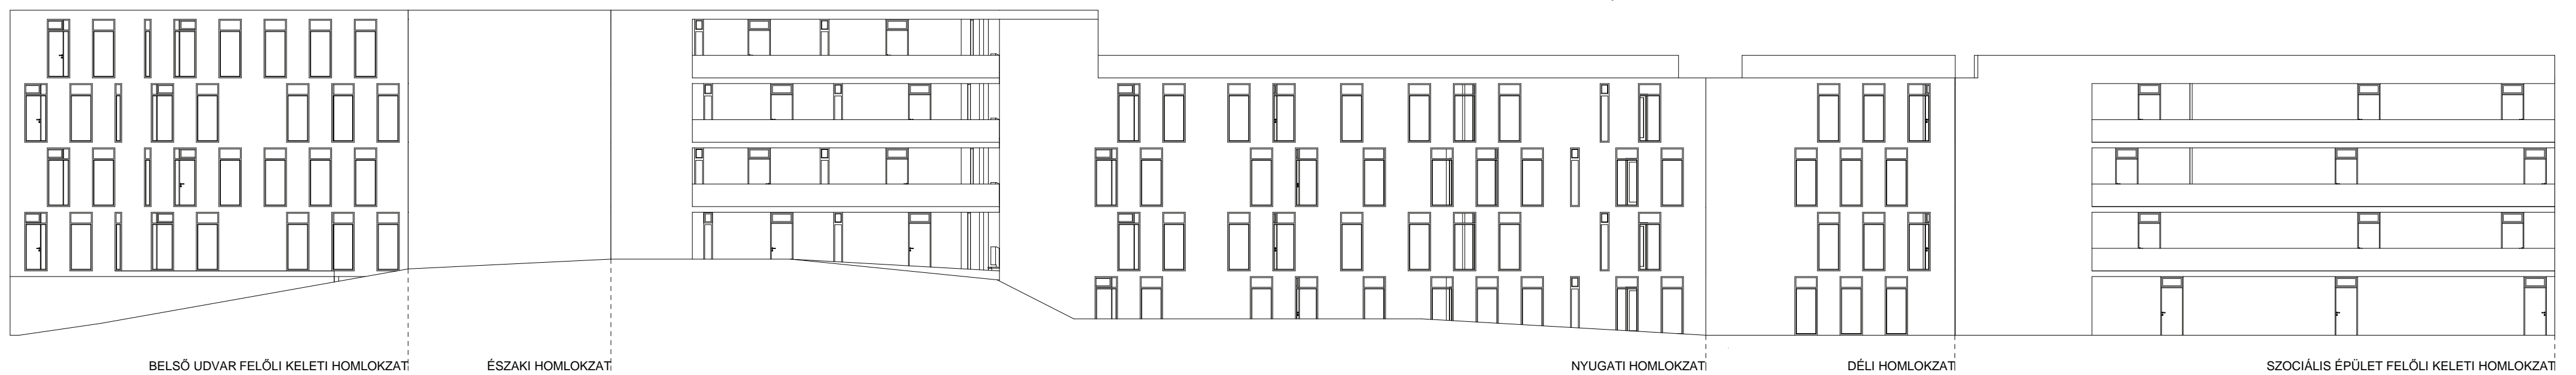 BELSŐ UDVAR FELŐLI KELETI HOMLOKZAT
ÉSZAKI HOMLOKZAT
NYUGATI HOMLOKZAT
DÉLI HOMLOKZAT
SZOCIÁLIS ÉPÜLET FELŐLI KELETI HOMLOKZAT